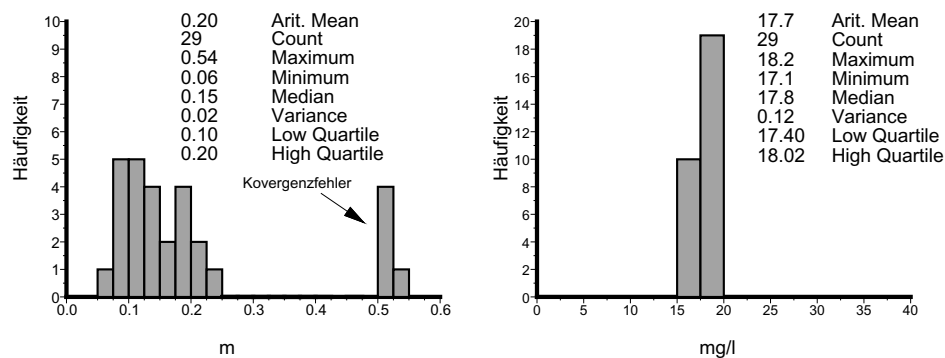 0.20 Arit. Mean
29 Count
0.54 Maximum
0.06 Minimum
0.15 Median
0.02 Variance
0.10 Low Quartile
0.20 High Quartile
Kovergenzfehler
Häufigkeit
10
9
8
7
6
5
4
3
2
1
0
0.0 0.1 0.2 0.3 0.4 0.5 0.6
m
17.7 Arit. Mean
29 Count
18.2 Maximum
17.1 Minimum
17.8 Median
0.12 Variance
17.40 Low Quartile
18.02 High Quartile
Häufigkeit
20
18
16
14
12
10
8
6
4
2
0
0 5 10 15 20 25 30 35 40
mg/l